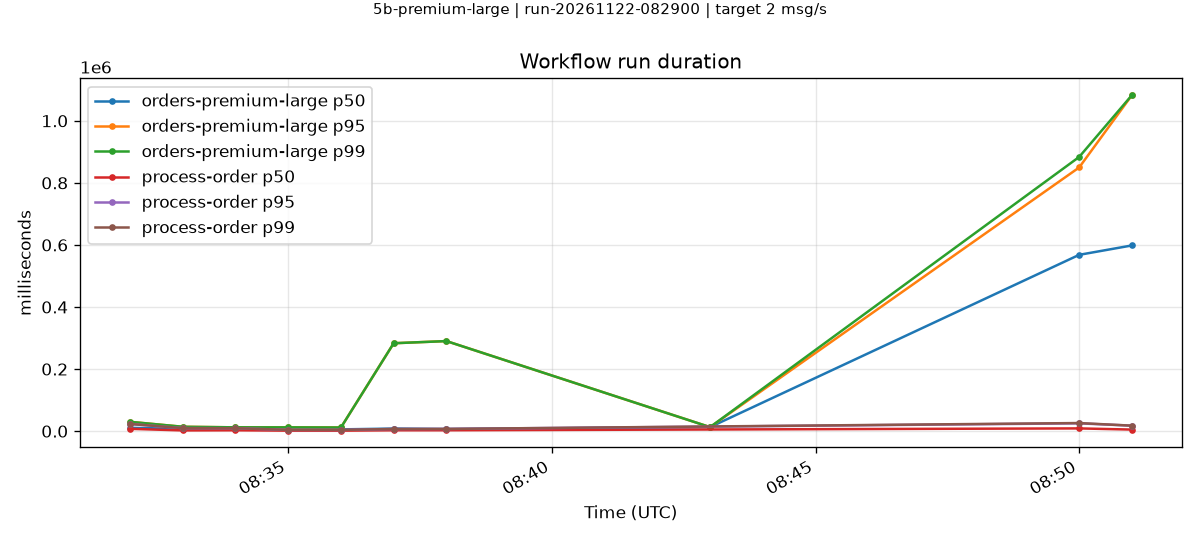 5b-premium-large | run-20261122-082900 | target 2 msg/s
Workflow run duration
1e6
orders-premium-large p50
orders-premium-large p95
orders-premium-large p99
process-order p50
process-order p95
process-order p99
1.0
0.8
0.6
0.4
0.2
0.0
milliseconds
08:35
08:40
08:45
08:50
Time (UTC)